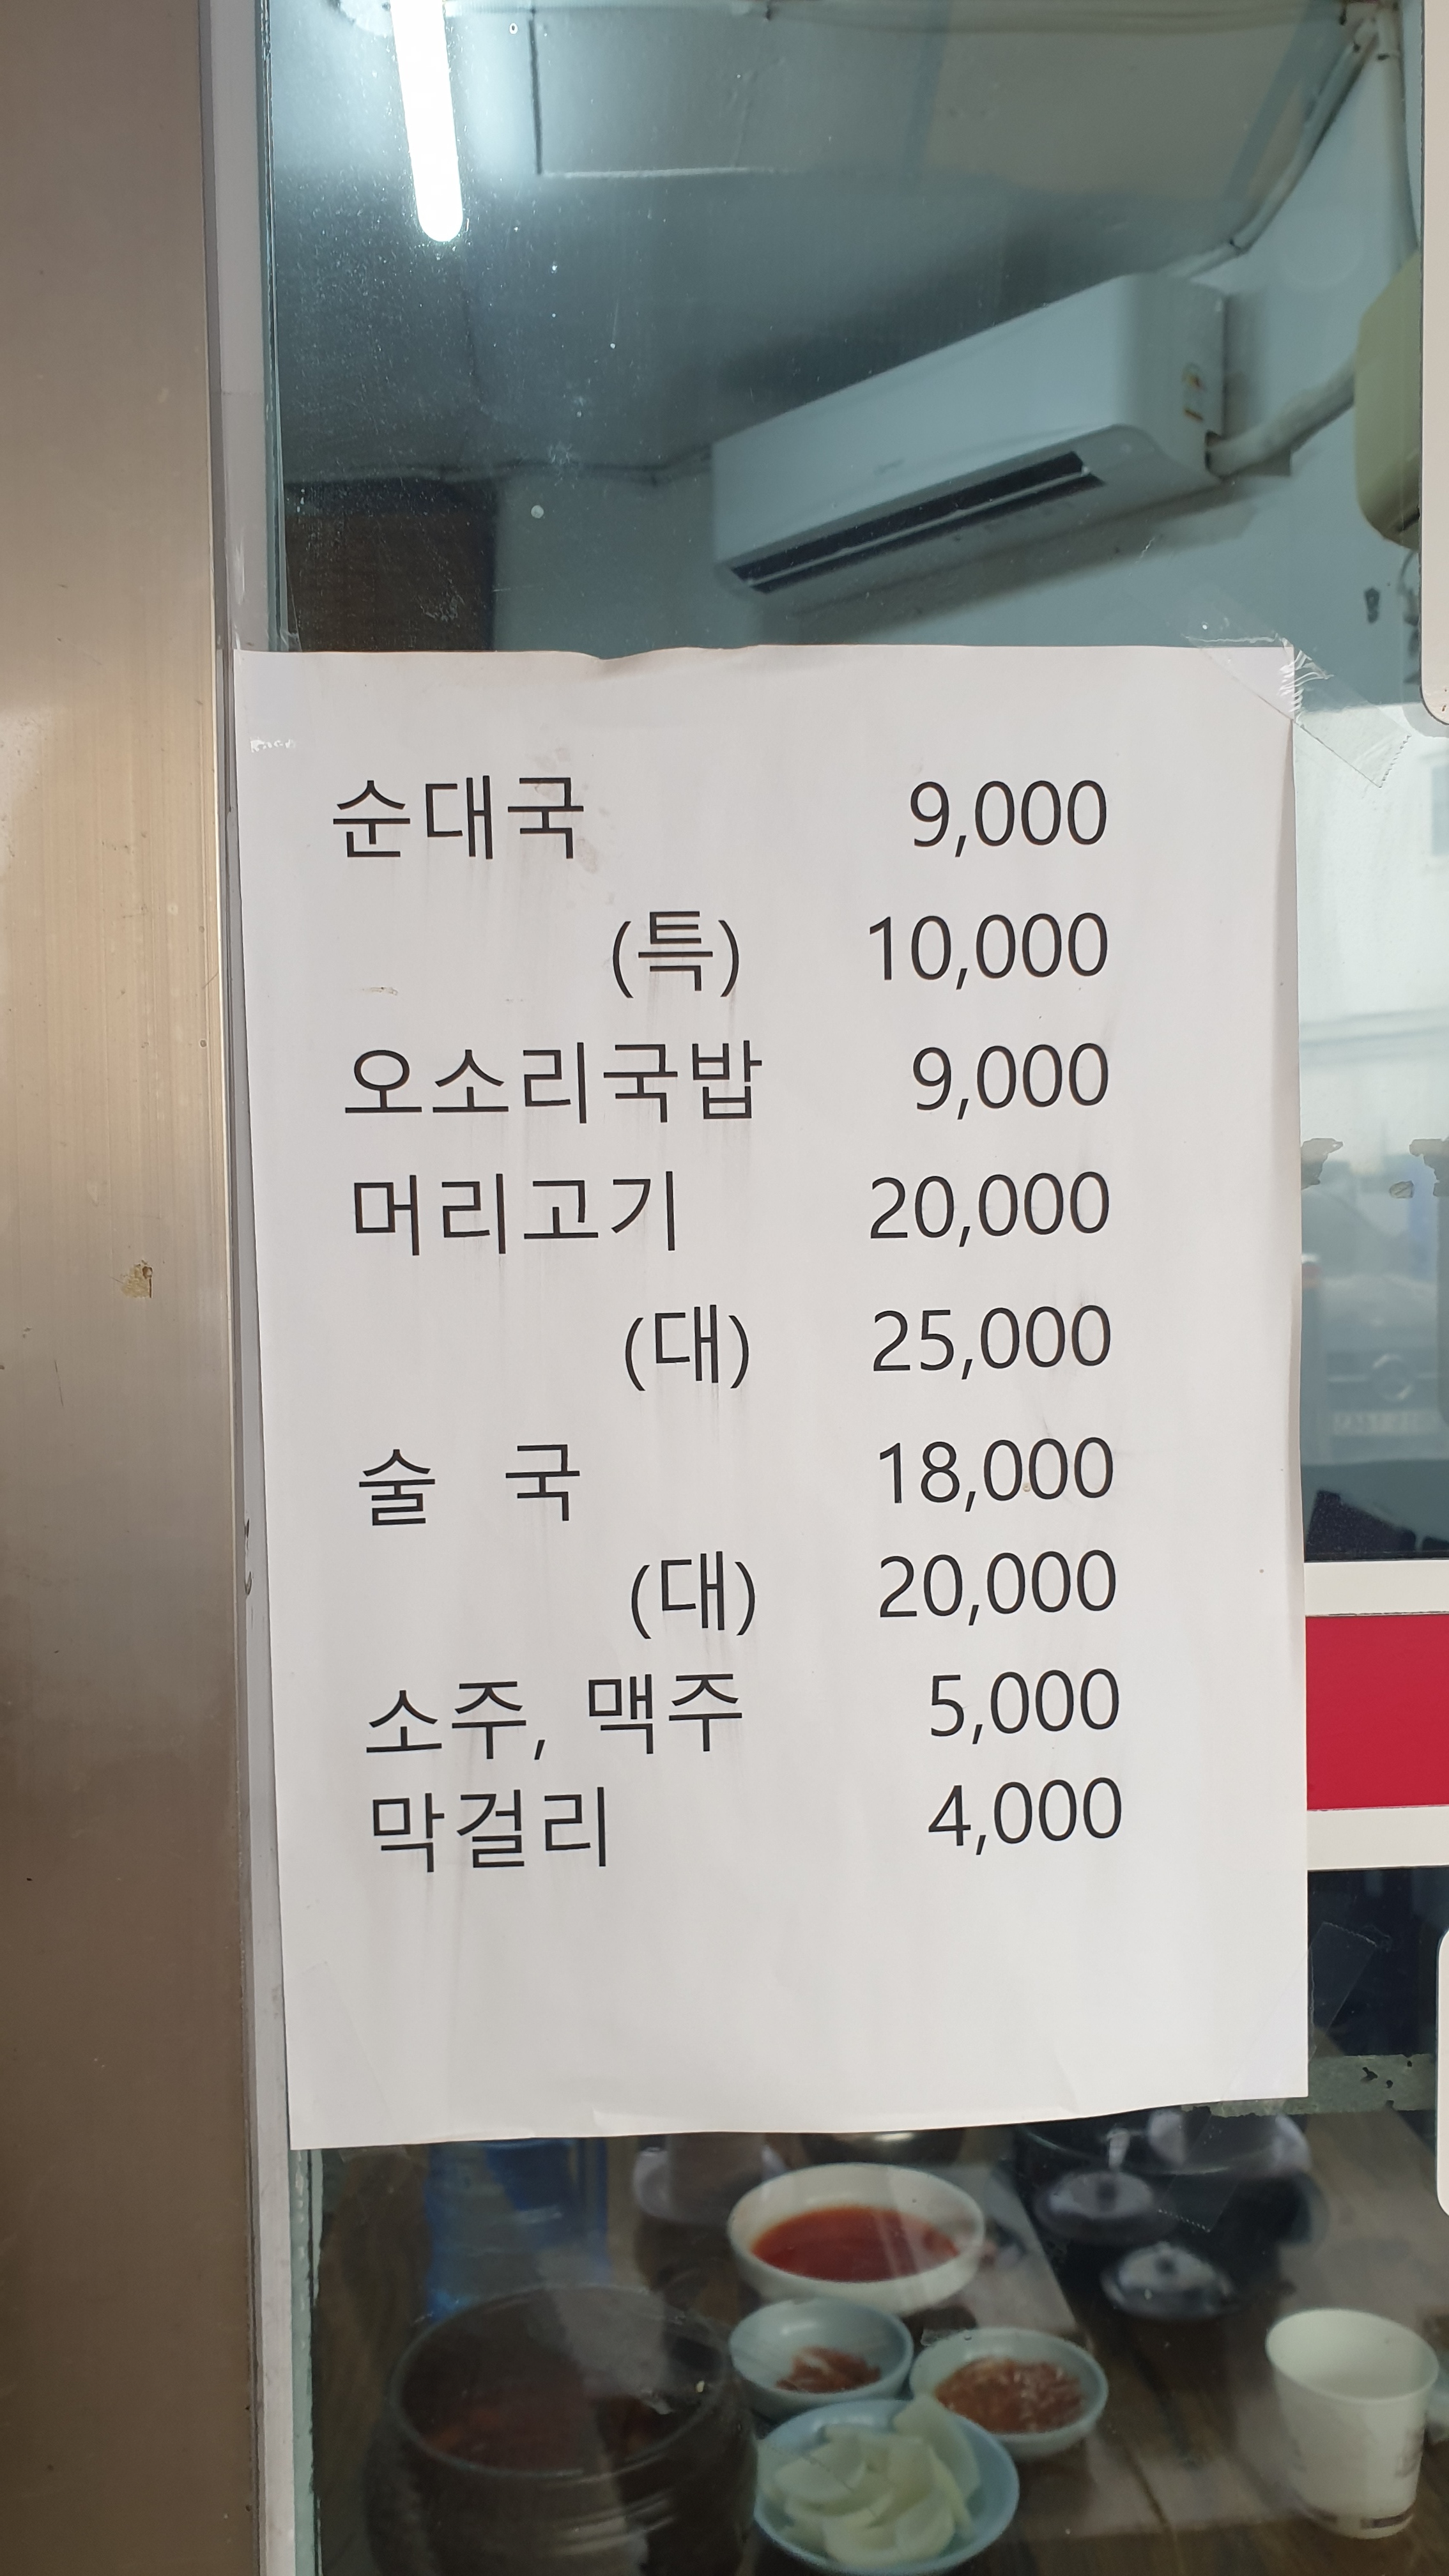 순대국 9,000
(특) 10,000
오소리국밥 9,000
머리고기 20,000
(대) 25,000
술 국 18,000
(대) 20,000
소주, 맥주 5,000
막걸리 4,000